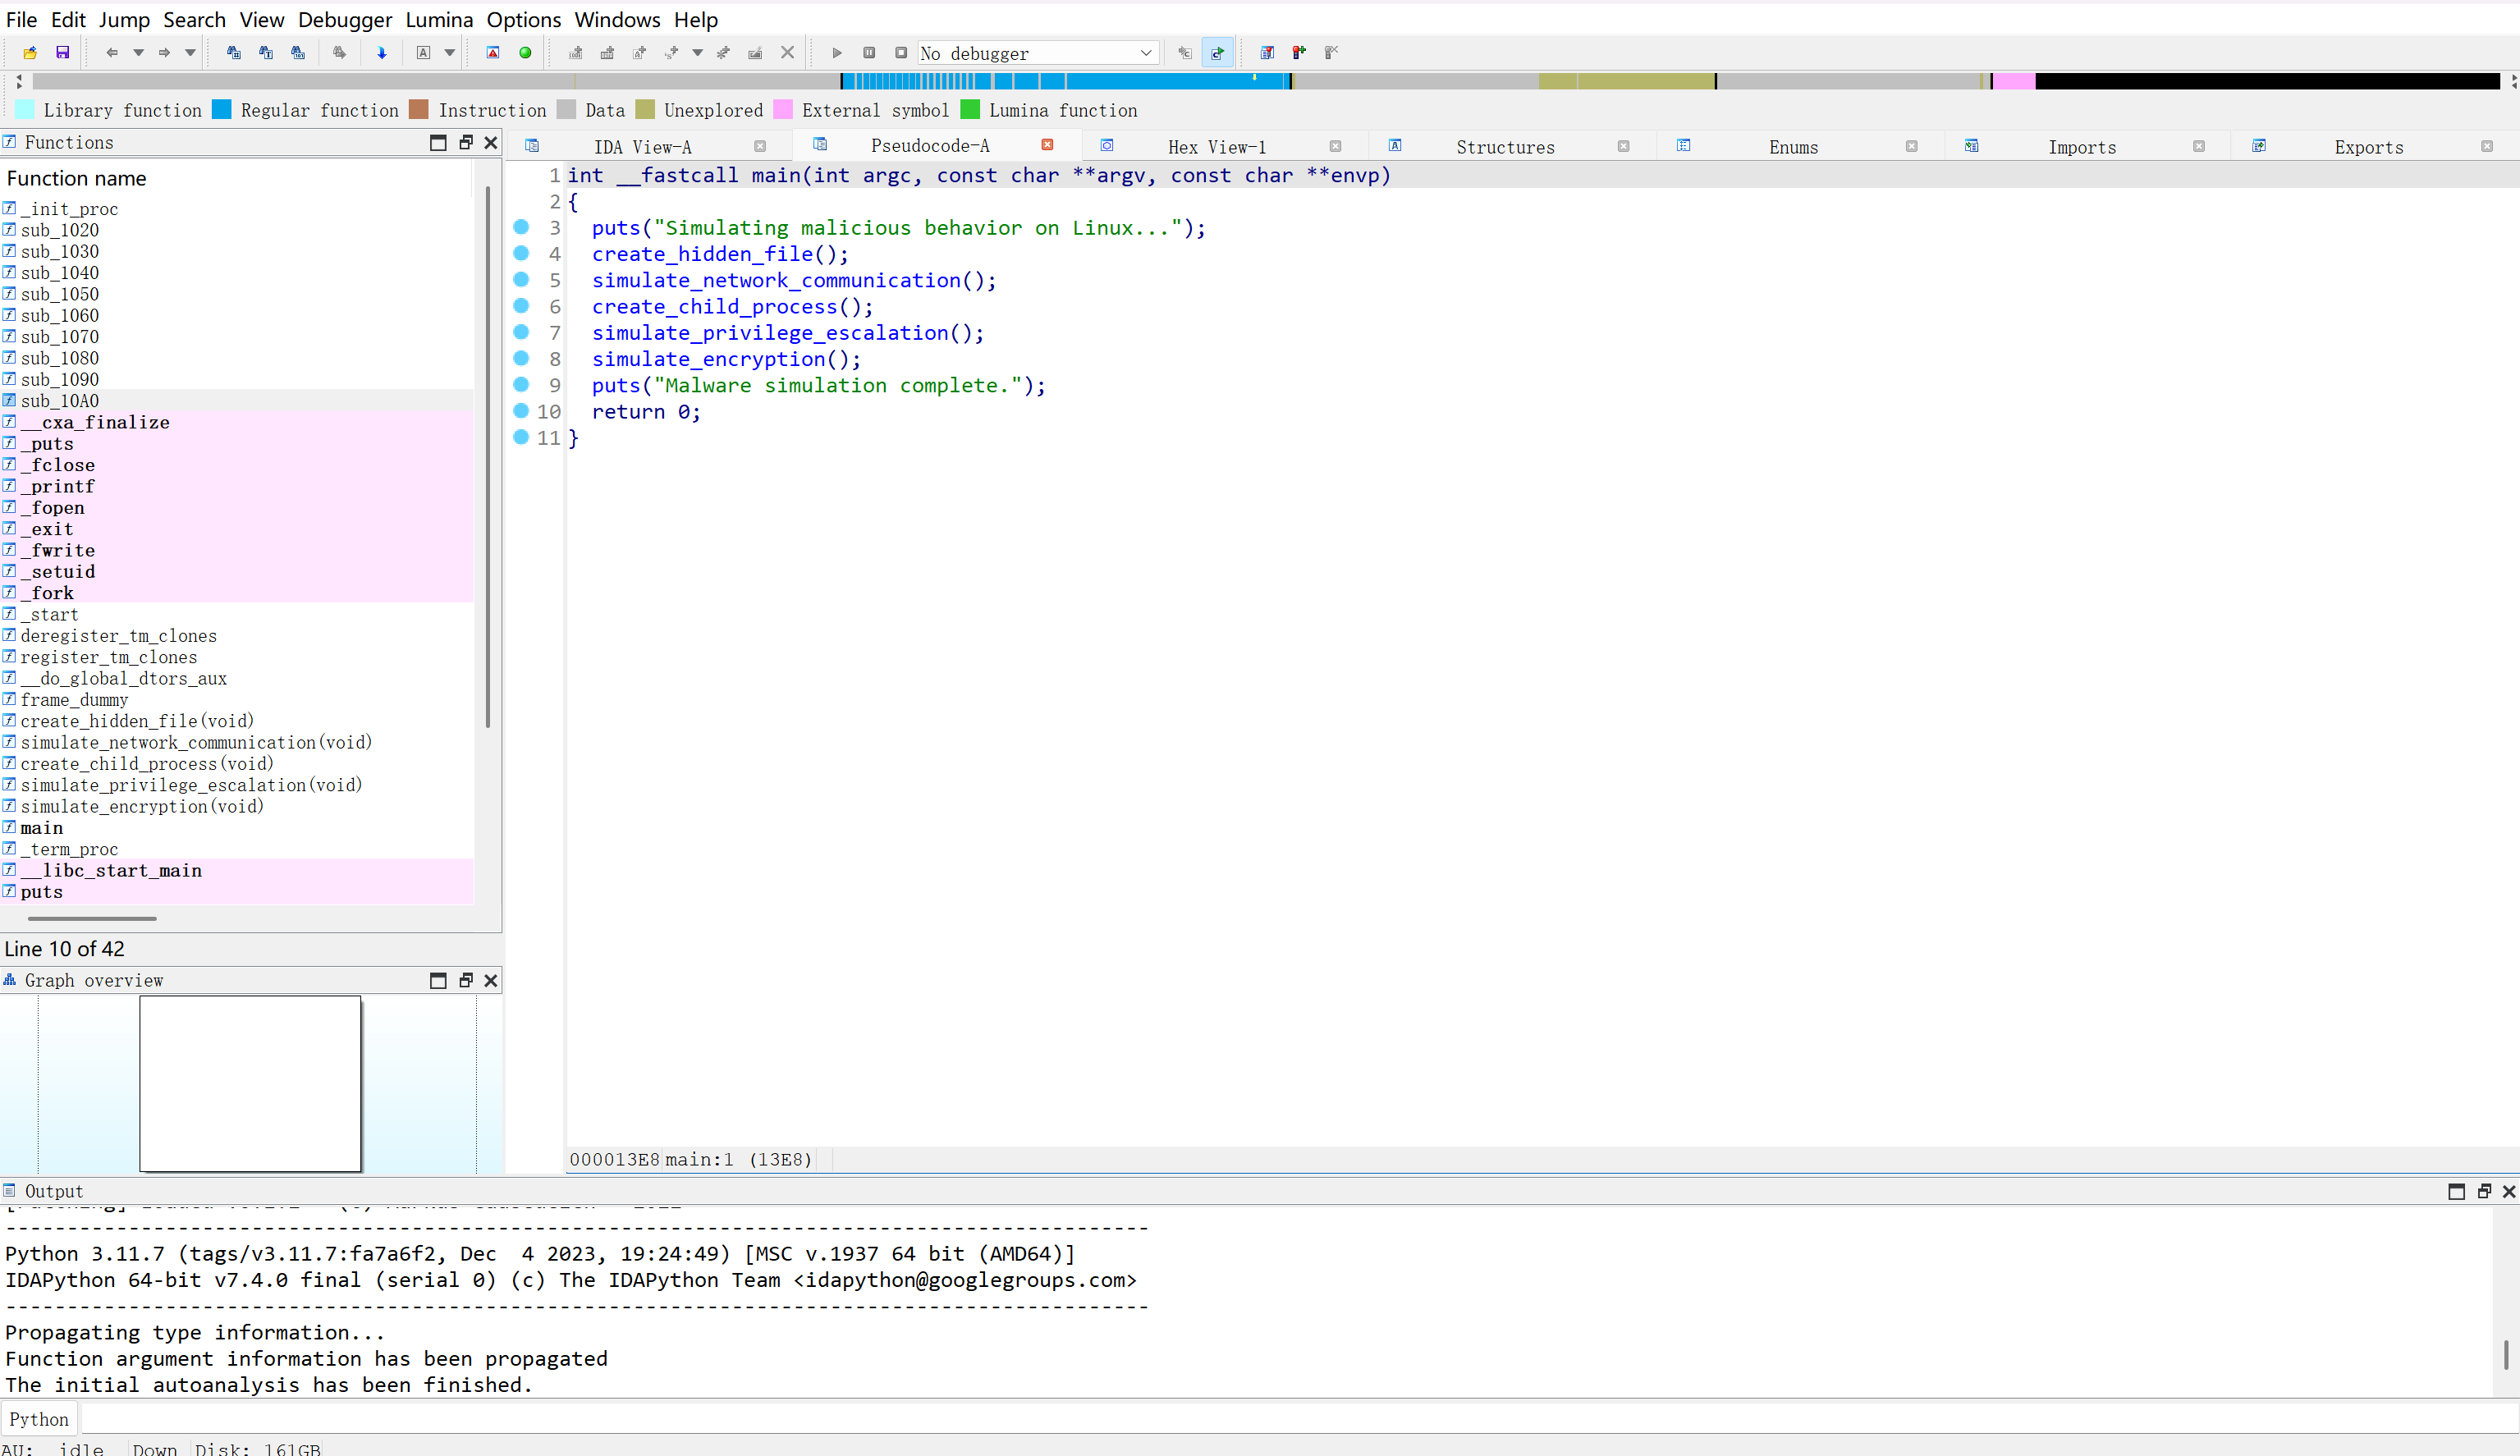 File Edit Jump Search View Debugger Lumina Options Windows Help
No debugger
Library function Regular function Instruction Data Unexplored External symbol Lumina function
Functions
Function name
_init_proc
sub_1020
sub_1030
sub_1040
sub_1050
sub_1060
sub_1070
sub_1080
sub_1090
sub_10A0
__cxa_finalize
_puts
_fclose
_printf
_fopen
_exit
_fwrite
_setuid
_fork
_start
deregister_tm_clones
register_tm_clones
__do_global_dtors_aux
frame_dummy
create_hidden_file(void)
simulate_network_communication(void)
create_child_process(void)
simulate_privilege_escalation(void)
simulate_encryption(void)
main
_term_proc
__libc_start_main
puts
Line 10 of 42
Graph overview
IDA View-A Pseudocode-A Hex View-1 Structures Enums Imports Exports
1 int __fastcall main(int argc, const char **argv, const char **envp)
2 {
3 puts("Simulating malicious behavior on Linux...");
4 create_hidden_file();
5 simulate_network_communication();
6 create_child_process();
7 simulate_privilege_escalation();
8 simulate_encryption();
9 puts("Malware simulation complete.");
10 return 0;
11 }
000013E8 main:1 (13E8)
Output
---------------------------------------------------------------------------------------------
Python 3.11.7 (tags/v3.11.7:fa7a6f2, Dec  4 2023, 19:24:49) [MSC v.1937 64 bit (AMD64)]
IDAPython 64-bit v7.4.0 final (serial 0) (c) The IDAPython Team <idapython@googlegroups.com>
---------------------------------------------------------------------------------------------
Propagating type information...
Function argument information has been propagated
The initial autoanalysis has been finished.
Python
AU: idle Down Disk: 161GB